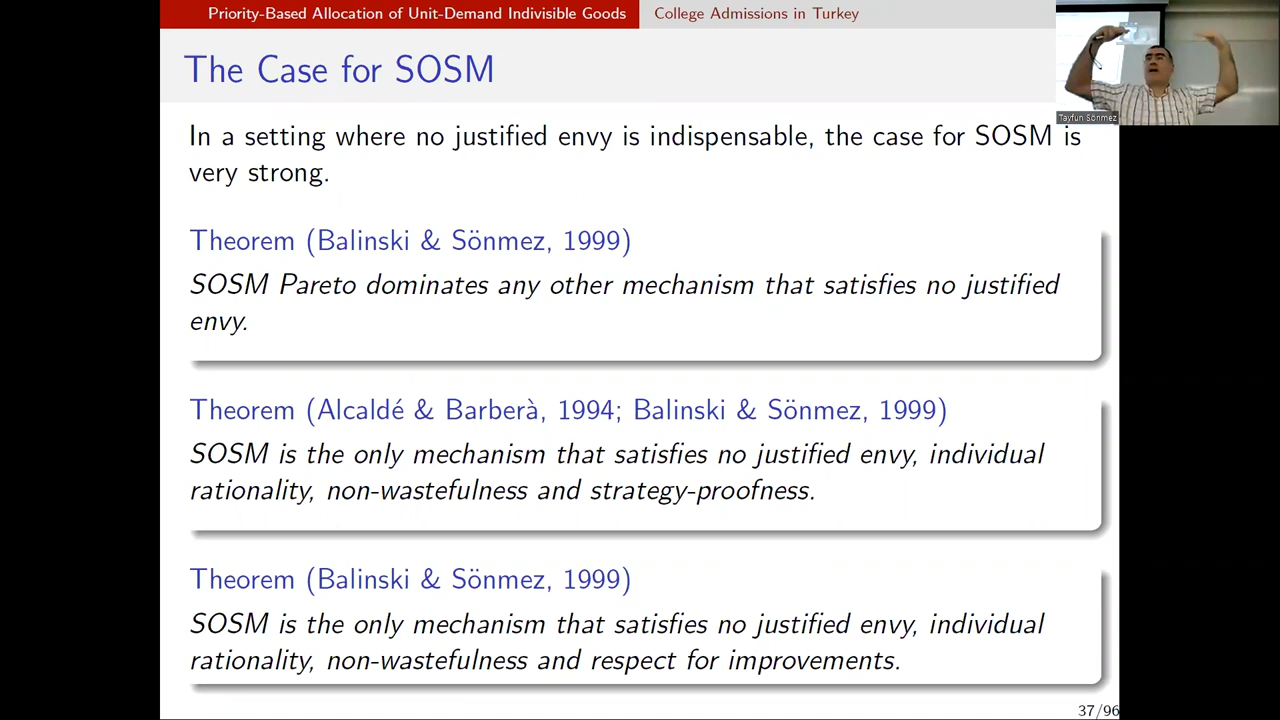 Priority-Based Allocation of Unit-Demand Indivisible Goods
College Admissions in Turkey
The Case for SOSM
Tayfun Sönmez
In a setting where no justified envy is indispensable, the case for SOSM is
very strong.
Theorem (Balinski & Sönmez, 1999)
SOSM Pareto dominates any other mechanism that satisfies no justified
envy.
Theorem (Alcaldé & Barberà, 1994; Balinski & Sönmez, 1999)
SOSM is the only mechanism that satisfies no justified envy, individual
rationality, non-wastefulness and strategy-proofness.
Theorem (Balinski & Sönmez, 1999)
SOSM is the only mechanism that satisfies no justified envy, individual
rationality, non-wastefulness and respect for improvements.
37/96